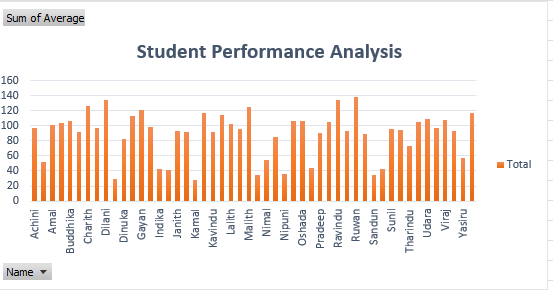 Sum of Average
Student Performance Analysis
160
140
120
100
80
60
40
20
0
Achini
Amal
Buddhika
Charith
Dilani
Dinuka
Gayan
Indika
Janith
Kamal
Kavindu
Lalith
Malith
Nimal
Nipuni
Oshada
Pradeep
Ravindu
Ruwan
Sandun
Sunil
Tharindu
Udara
Viraj
Yasiru
Total
Name